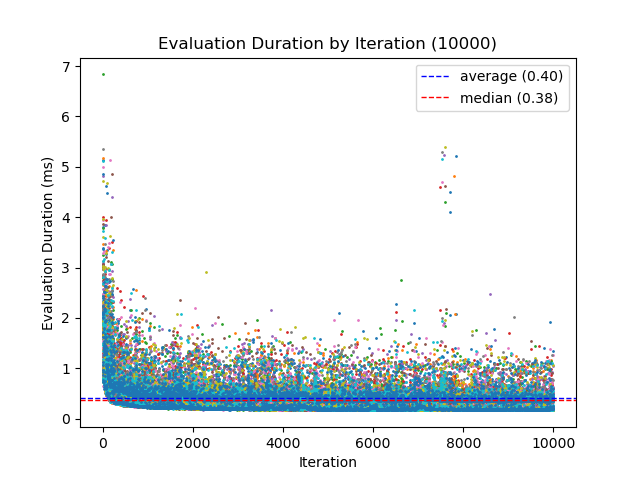 Evaluation Duration by Iteration (10000)
7
6
5
4
3
2
1
0
Evaluation Duration (ms)
average (0.40)
median (0.38)
0 2000 4000 6000 8000 10000
Iteration